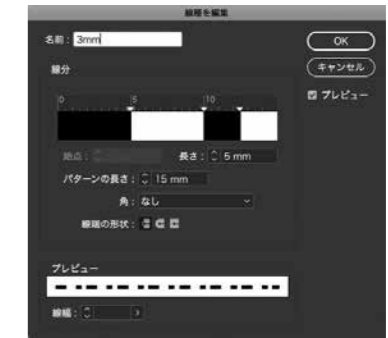 線種を編集
名前： 3mm
OK
キャンセル
プレビュー
線分
0 5 10
始点：
長さ： 5 mm
パターンの長さ： 15 mm
角： なし
線端の形状：
プレビュー
線幅：